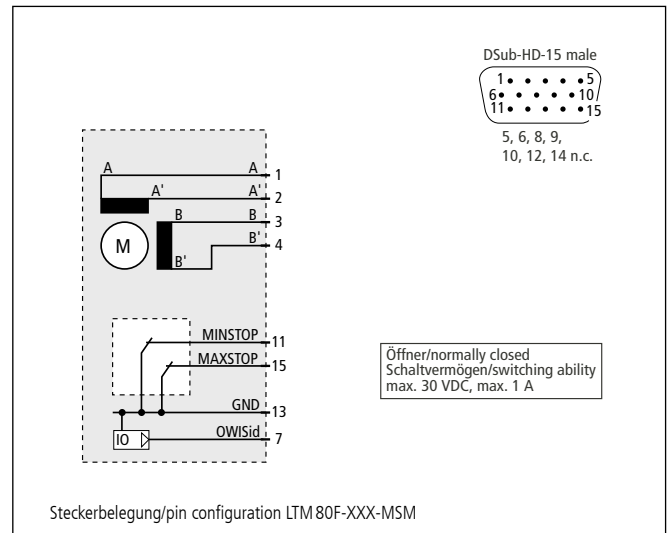 DSub-HD-15 male
1 5
6 10
11 15
5, 6, 8, 9,
10, 12, 14 n.c.
A A 1
A' A' 2
B B 3
B' 4
M
B'
MINSTOP 11
MAXSTOP 15
GND 13
IO OWISid 7
Öffner/normally closed
Schaltvermögen/switching ability
max. 30 VDC, max. 1 A
Steckerbelegung/pin configuration LTM 80F-XXX-MSM